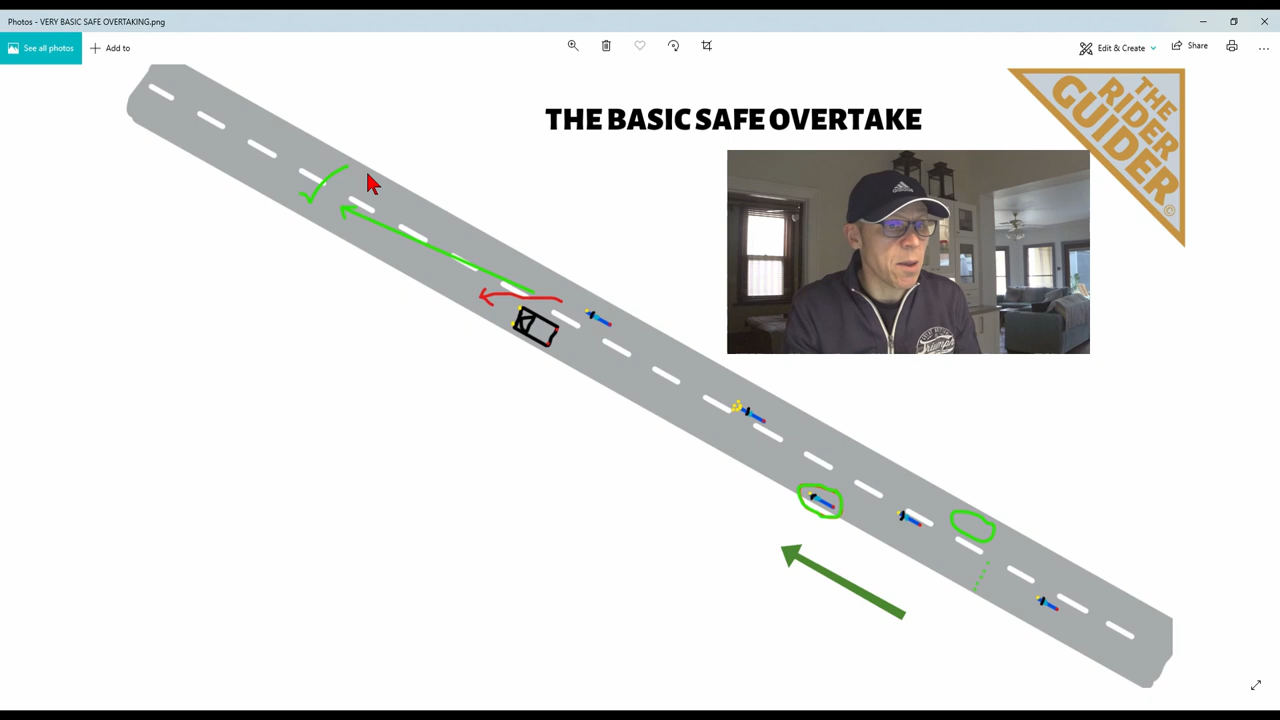 Photos - VERY BASIC SAFE OVERTAKING.png
See all photos
Add to
Edit & Create
Share
THE BASIC SAFE OVERTAKE
THE
RIDER
GUIDER
©
Triumph